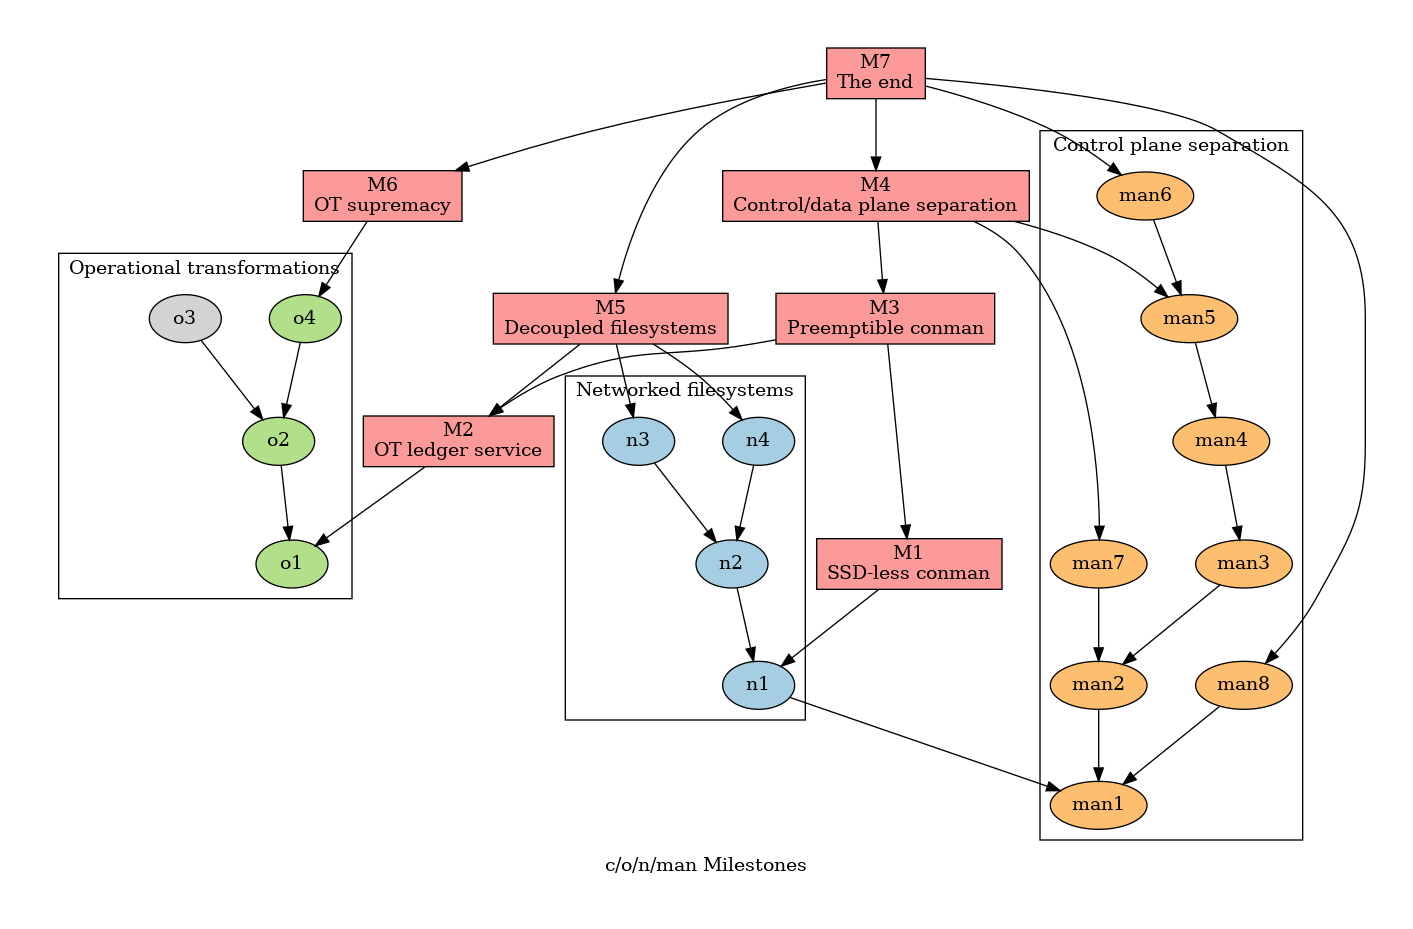 M7
The end
Control plane separation
M6
OT supremacy
M4
Control/data plane separation
man6
Operational transformations
o3
o4
M5
Decoupled filesystems
M3
Preemptible conman
man5
Networked filesystems
o2
M2
OT ledger service
n3
n4
man4
o1
n2
M1
SSD-less conman
man7
man3
n1
man2
man8
man1
c/o/n/man Milestones